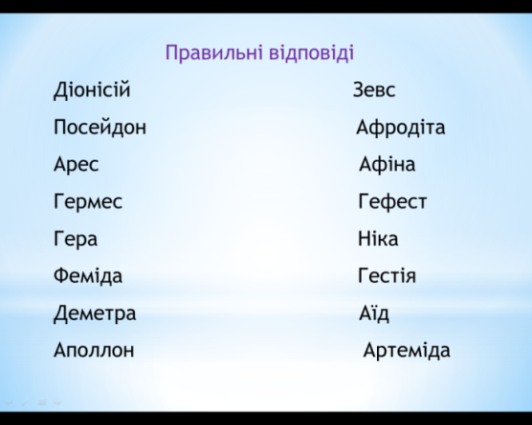 Правильні відповіді
Діонісій Зевс
Посейдон Афродіта
Арес Афіна
Гермес Гефест
Гера Ніка
Феміда Гестія
Деметра Аїд
Аполлон Артеміда